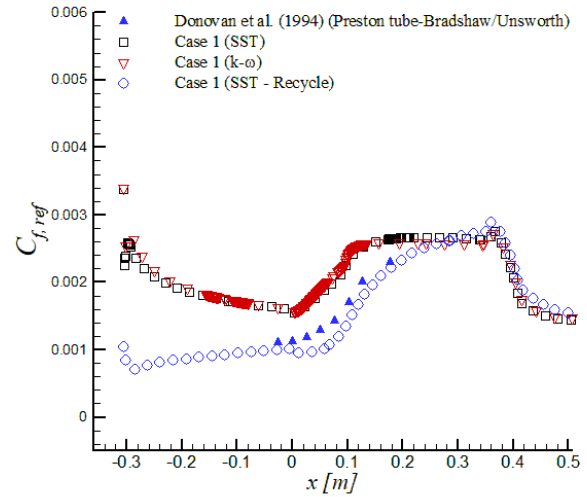 0.006
Donovan et al. (1994) (Preston tube-Bradshaw/Unsworth)
Case 1 (SST)
Case 1 (k-ω)
Case 1 (SST - Recycle)
0.005
0.004
0.003
0.002
0.001
0
C_{f,ref}
-0.3 -0.2 -0.1 0 0.1 0.2 0.3 0.4 0.5
x [m]